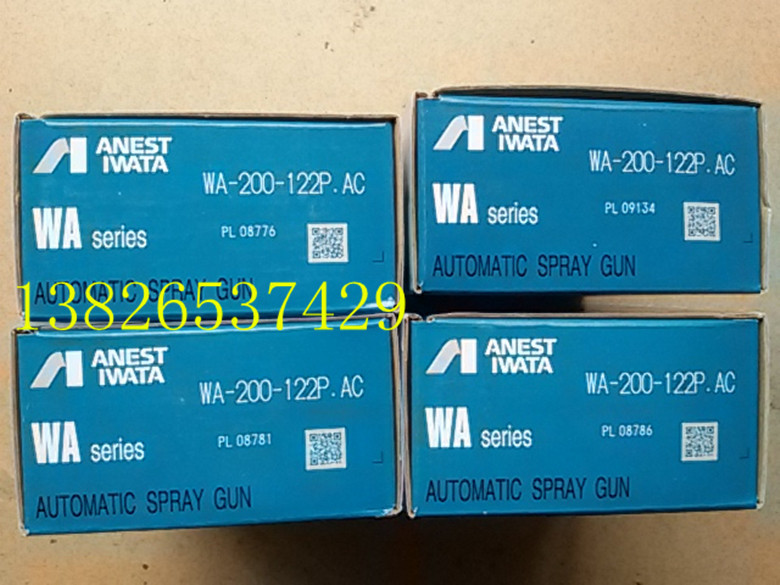 ANEST
IWATA
WA-200-122P.AC
WA series
PL 08776
AUTOMATIC SPRAY GUN
ANEST
IWATA
WA-200-122P.AC
WA series
PL 09134
AUTOMATIC SPRAY GUN
13826537429
ANEST
IWATA
WA-200-122P.AC
WA series
PL 08781
AUTOMATIC SPRAY GUN
ANEST
IWATA
WA-200-122P.AC
WA series
PL 08786
AUTOMATIC SPRAY GUN